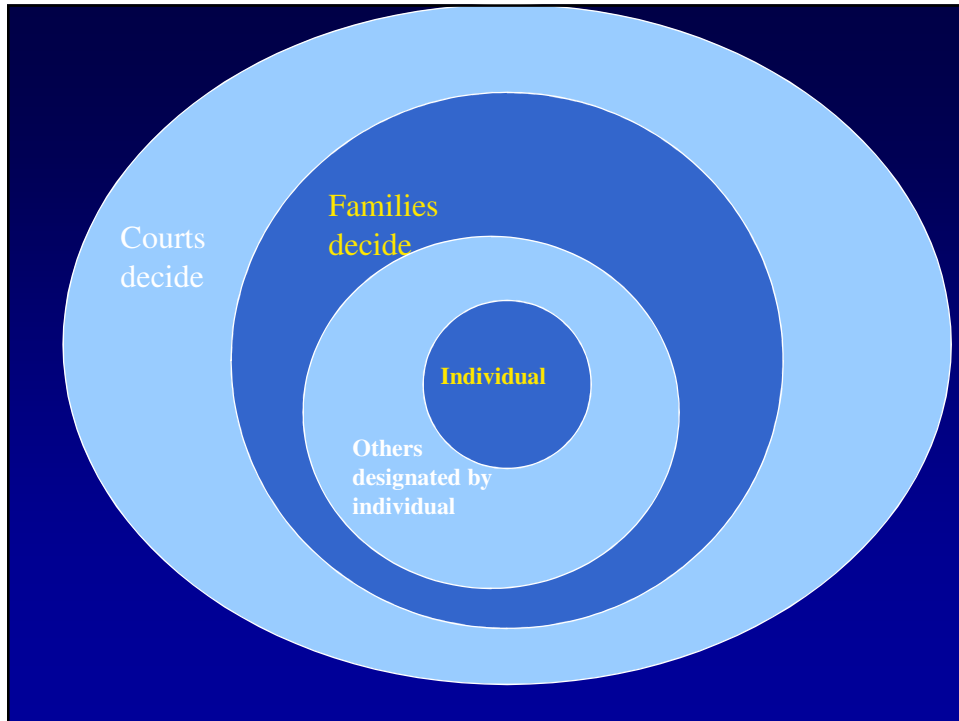 Families
decide
Courts
decide
Individual
Others
designated by
individual